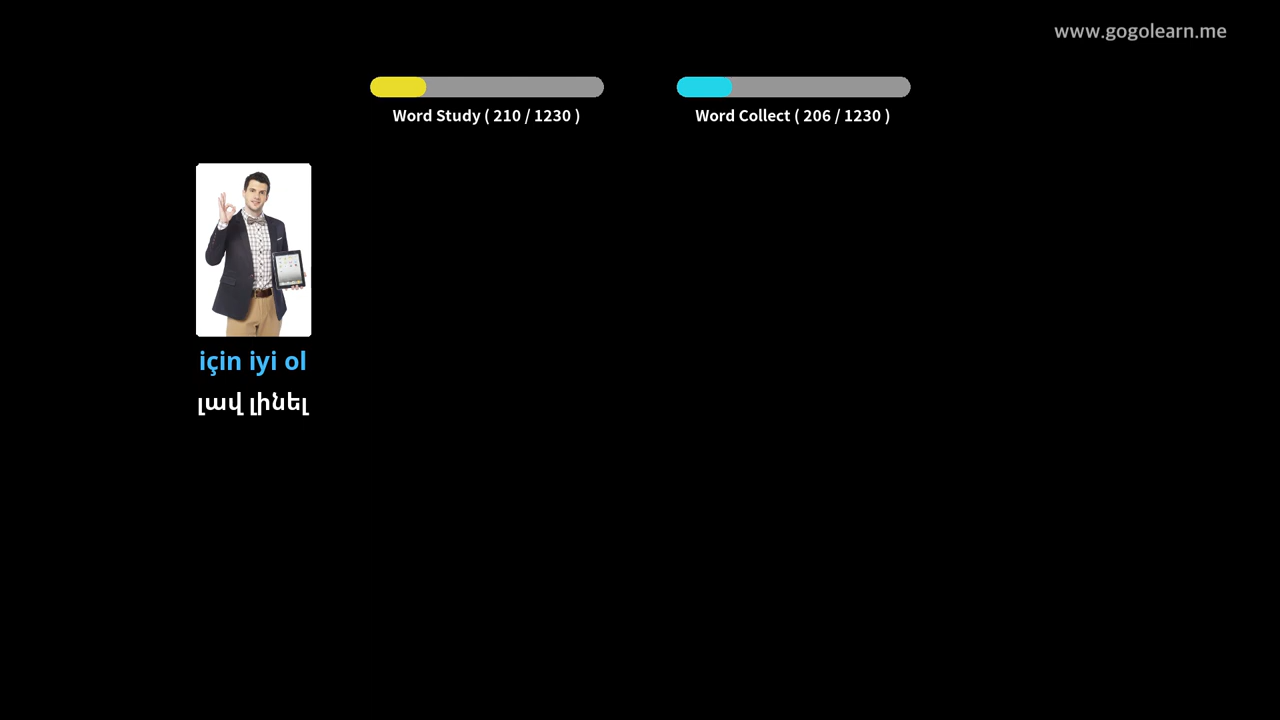 www.gogolearn.me
Word Study ( 210 / 1230 )
Word Collect ( 206 / 1230 )
için iyi ol
լավ լինել